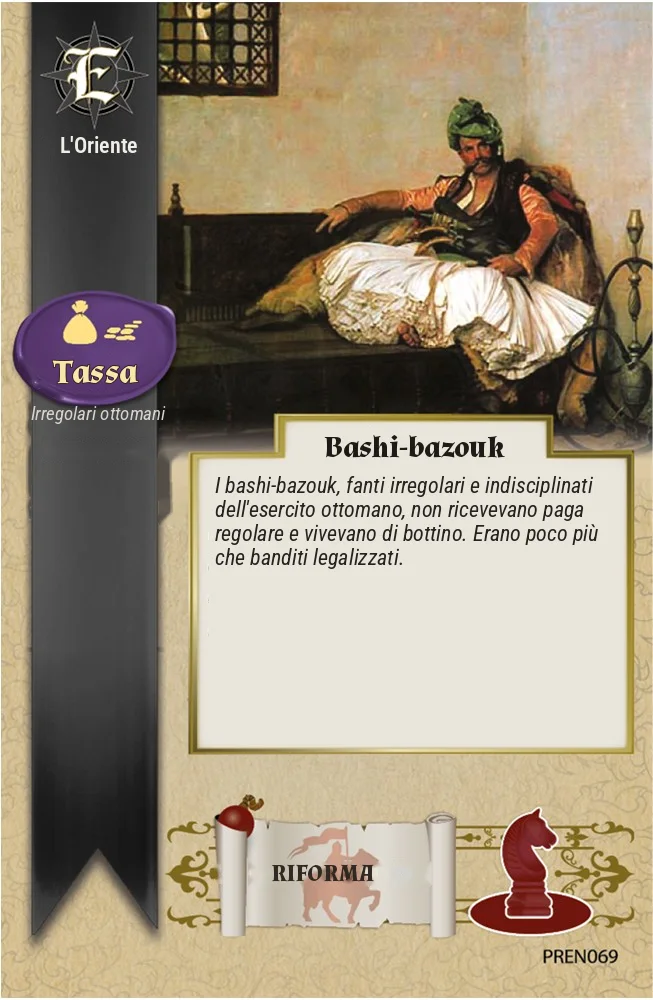 E
L'Oriente
Tassa
Irregolari ottomani
Bashi-bazouk
I bashi-bazouk, fanti irregolari e indisciplinati
dell'esercito ottomano, non ricevevano paga
regolare e vivevano di bottino. Erano poco più
che banditi legalizzati.
RIFORMA
PREN069